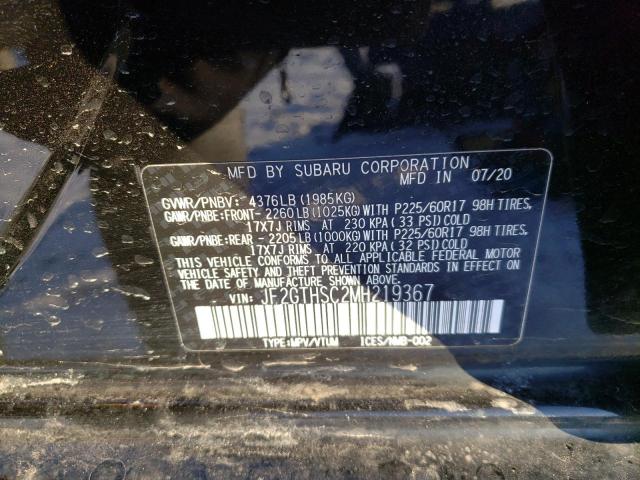 MFD BY SUBARU CORPORATION
MFD IN 07/20
GVWR/PNBV: 4376LB(1985KG)
GAWR/PNBE:FRONT- 2260LB(1025KG)WITH P225/60R17 98H TIRES,
17X7J RIMS AT 230 KPA (33 PSI)COLD
GAWR/PNBE:REAR - 2205LB(1000KG)WITH P225/60R17 98H TIRES,
17X7J RIMS AT 220 KPA (32 PSI)COLD
THIS VEHICLE CONFORMS TO ALL APPLICABLE FEDERAL MOTOR
VEHICLE SAFETY AND BUMPER STANDARDS IN EFFECT ON
THE DATE OF MANUFACTURE SHOWN ABOVE.
VIN: JF2GTHSC2MH219367
TYPE:MPV/VTUM ICES/NMB-002